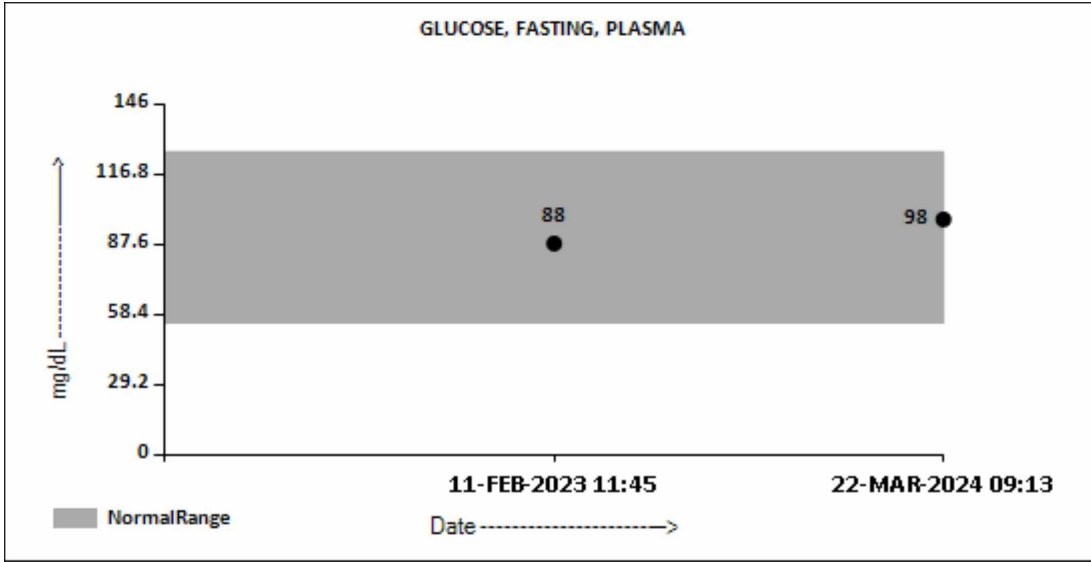 GLUCOSE, FASTING, PLASMA
146
116.8
87.6
58.4
29.2
0
mg/dL
88
98
11-FEB-2023 11:45
22-MAR-2024 09:13
NormalRange
Date